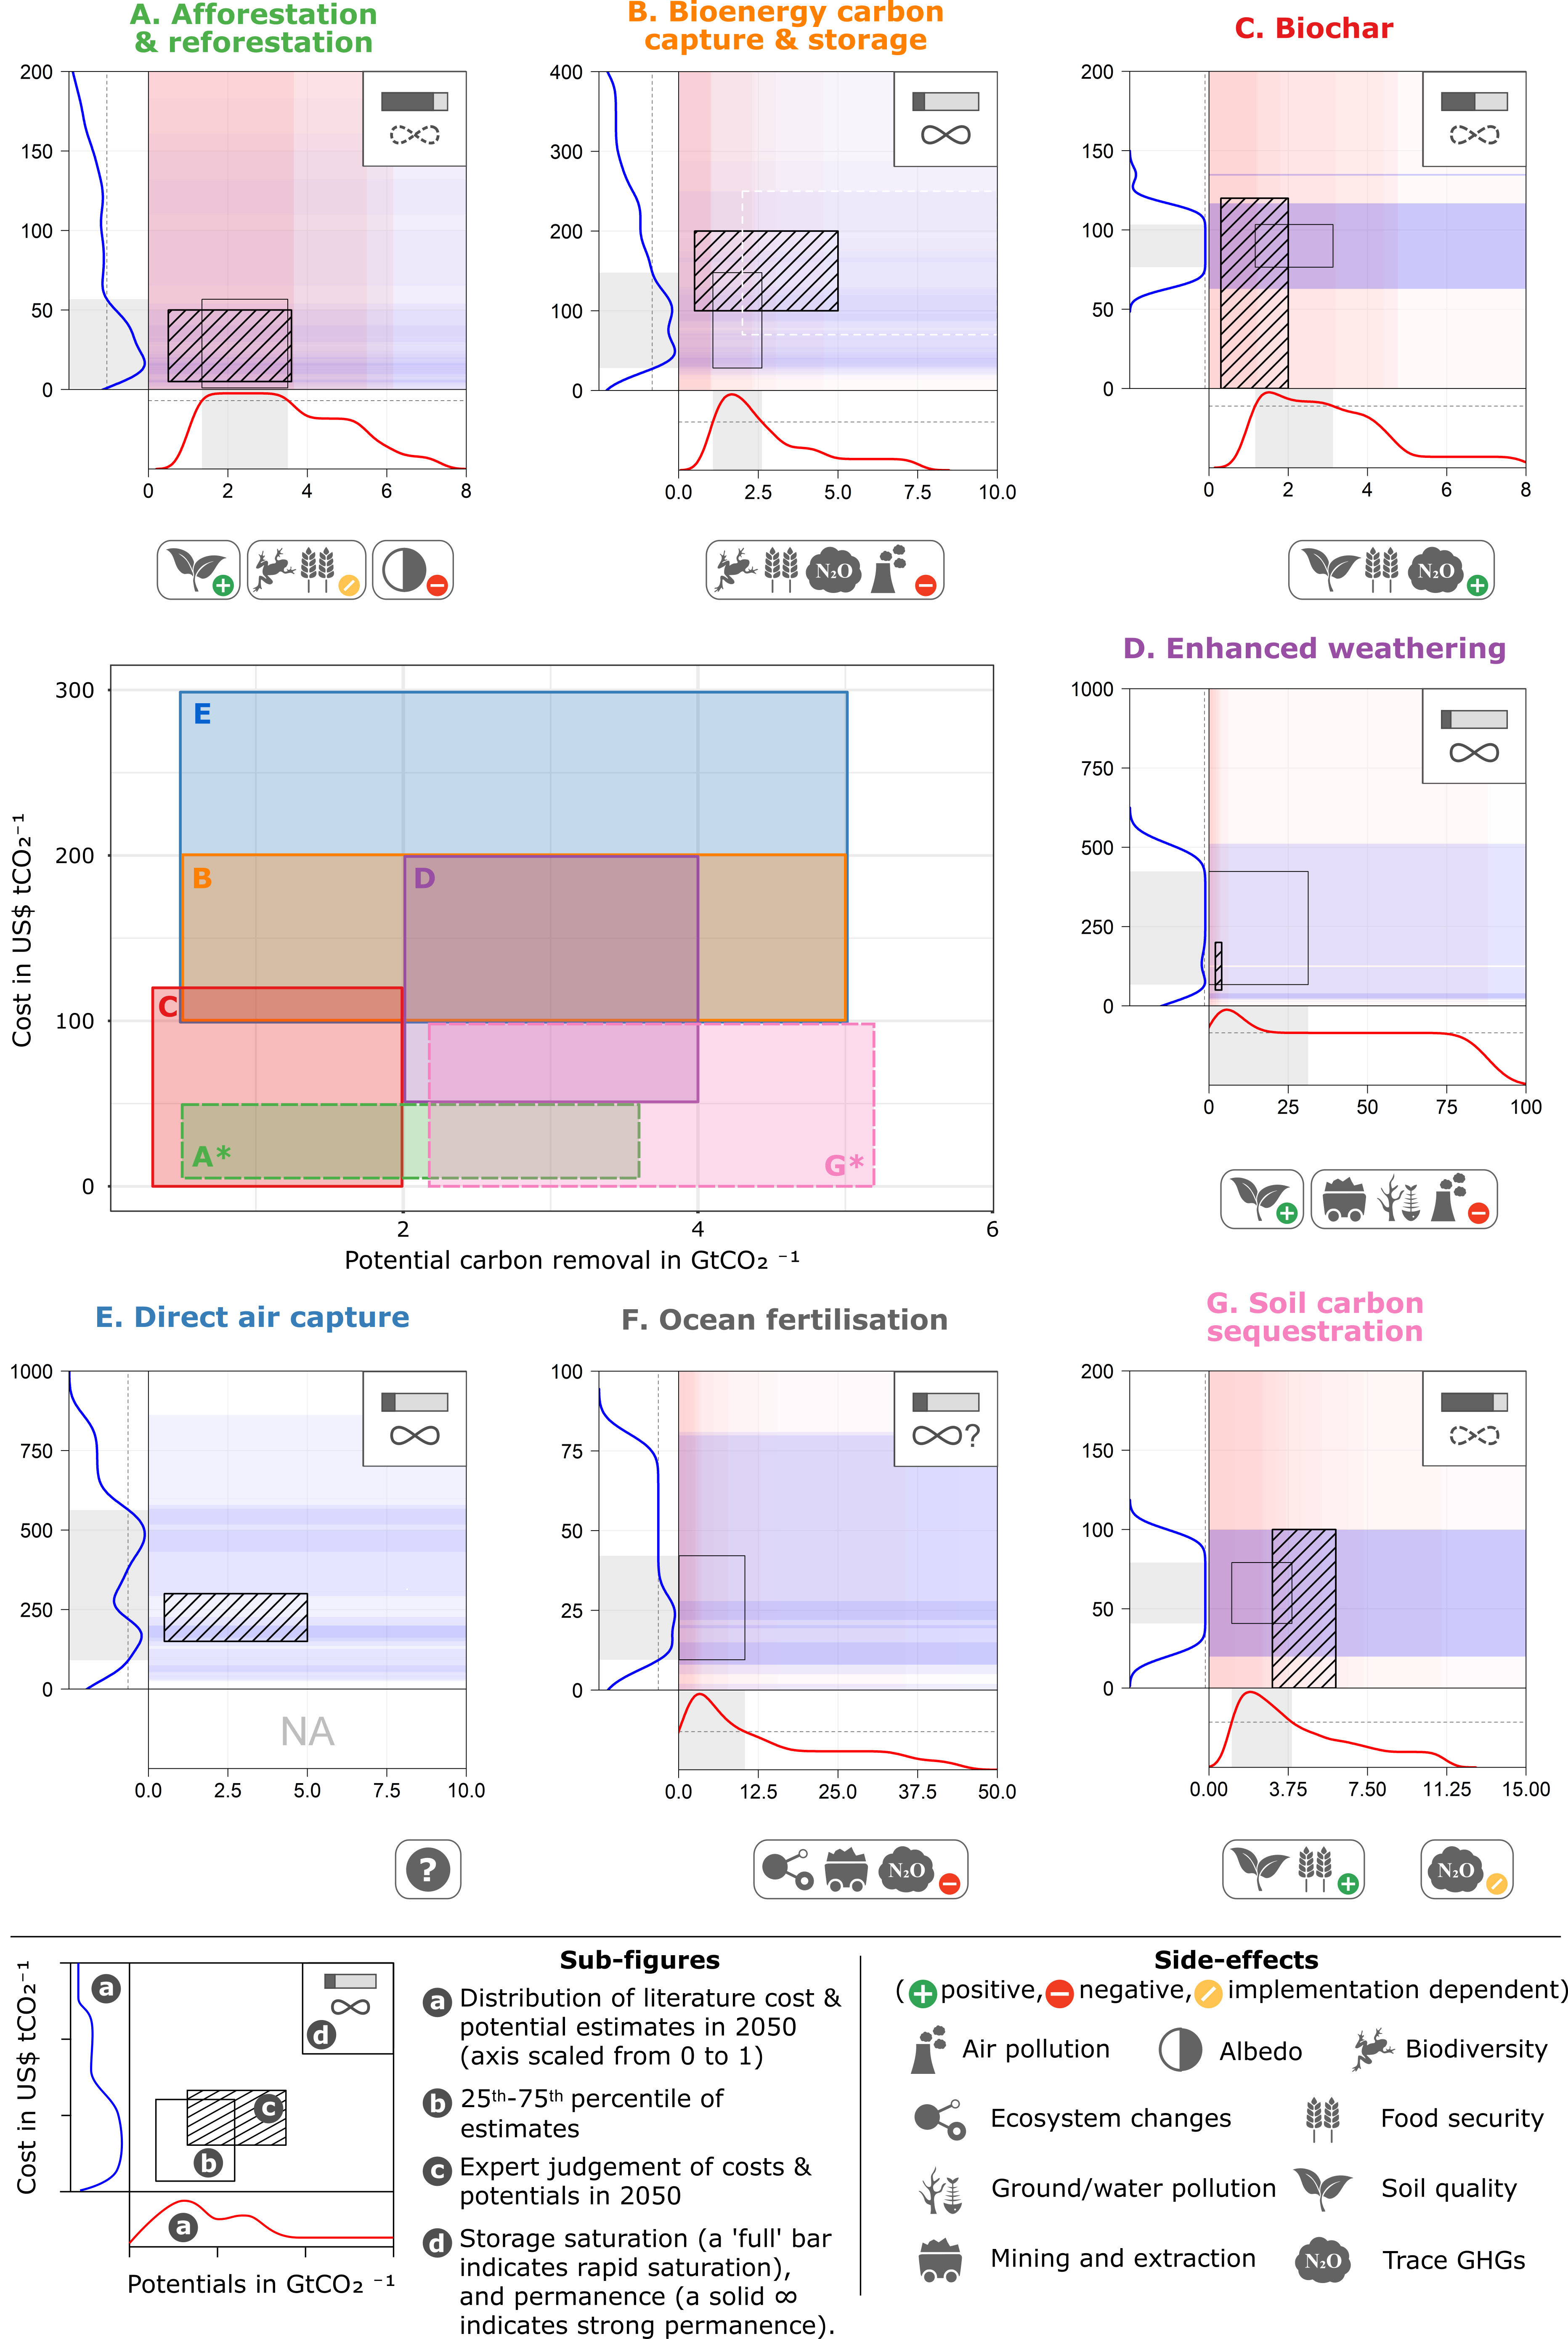 A. Afforestation
& reforestation
B. Bioenergy carbon
capture & storage
C. Biochar
200
150
100
50
0
0 2 4 6 8
400
300
200
100
0
0.0 2.5 5.0 7.5 10.0
200
150
100
50
0
0 2 4 6 8
N₂O
N₂O
300
200
100
0
2 4 6
E
B
D
C
A*
G*
Cost in US$ tCO₂⁻¹
Potential carbon removal in GtCO₂ ⁻¹
D. Enhanced weathering
1000
750
500
250
0
0 25 50 75 100
E. Direct air capture
F. Ocean fertilisation
G. Soil carbon
sequestration
1000
750
500
250
0
NA
0.0 2.5 5.0 7.5 10.0
100
75
50
25
0
?
0.0 12.5 25.0 37.5 50.0
200
150
100
50
0
0.00 3.75 7.50 11.25 15.00
?
N₂O
N₂O
Cost in US$ tCO₂⁻¹
a
d
c
b
a
Potentials in GtCO₂ ⁻¹
Sub-figures
a Distribution of literature cost &
potential estimates in 2050
(axis scaled from 0 to 1)
b 25th-75th percentile of
estimates
c Expert judgement of costs &
potentials in 2050
d Storage saturation (a 'full' bar
indicates rapid saturation),
and permanence (a solid ∞
indicates strong permanence).
Side-effects
( + positive, − negative, implementation dependent)
Air pollution
Albedo
Biodiversity
Ecosystem changes
Food security
Ground/water pollution
Soil quality
Mining and extraction
N₂O Trace GHGs